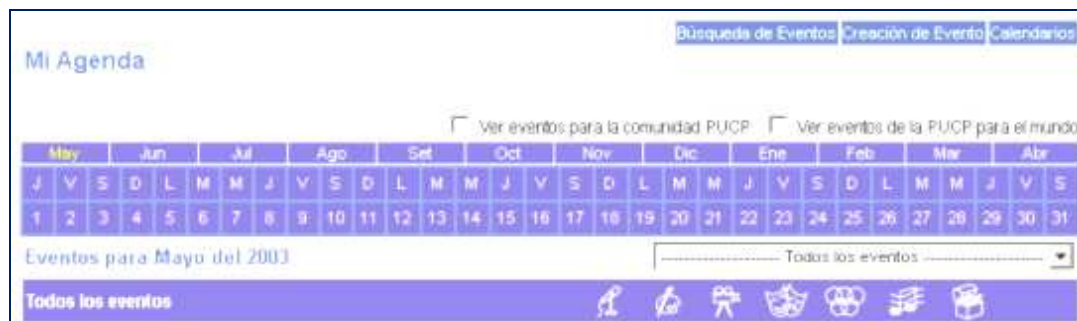 Búsqueda de Eventos Creación de Evento Calendarios
Mi Agenda
Ver eventos para la comunidad PUCP Ver eventos de la PUCP para el mundo
May Jun Jul Ago Set Oct Nov Dic Ene Feb Mar Abr
J V S D L M M J V S D L M M J V S D L M M J V S D L M M J V S
1 2 3 4 5 6 7 8 9 10 11 12 13 14 15 16 17 18 19 20 21 22 23 24 25 26 27 28 29 30 31
Eventos para Mayo del 2003 ---------------------- Todos los eventos ----------------------
Todos los eventos